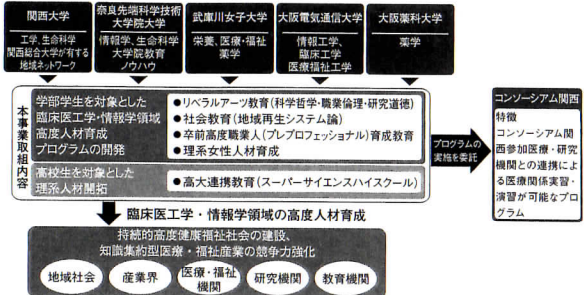 関西大学
工学、生命科学
関西総合大学が有する
地域ネットワーク
奈良先端科学技術
大学院大学
情報学、生命科学
大学院教育
ノウハウ
武庫川女子大学
栄養、医療・福祉
薬学
大阪電気通信大学
情報工学、
臨床工学
医療福祉工学
大阪薬科大学
薬学
本事業取組内容
学部学生を対象とした
臨床医工学・情報学領域
高度人材育成
プログラムの開発
●リベラルアーツ教育(科学哲学・職業倫理・研究道徳)
●社会教育(地域再生システム論)
●卒前高度職業人(プレプロフェッショナル)育成教育
●理系女性人材育成
高校生を対象とした
理系人材開拓
●高大連携教育(スーパーサイエンスハイスクール)
プログラムの
実施を委託
コンソーシアム関西
特徴
コンソーシアム関
西参加医療・研究
機関との連携よ
る医療関係実習・
演習が可能なプロ
グラム
臨床医工学・情報学領域の高度人材育成
持続的高度健康福祉社会の建設、
知識集約型医療・福祉産業の競争力強化
地域社会
産業界
医療・福祉
機関
研究機関
教育機関